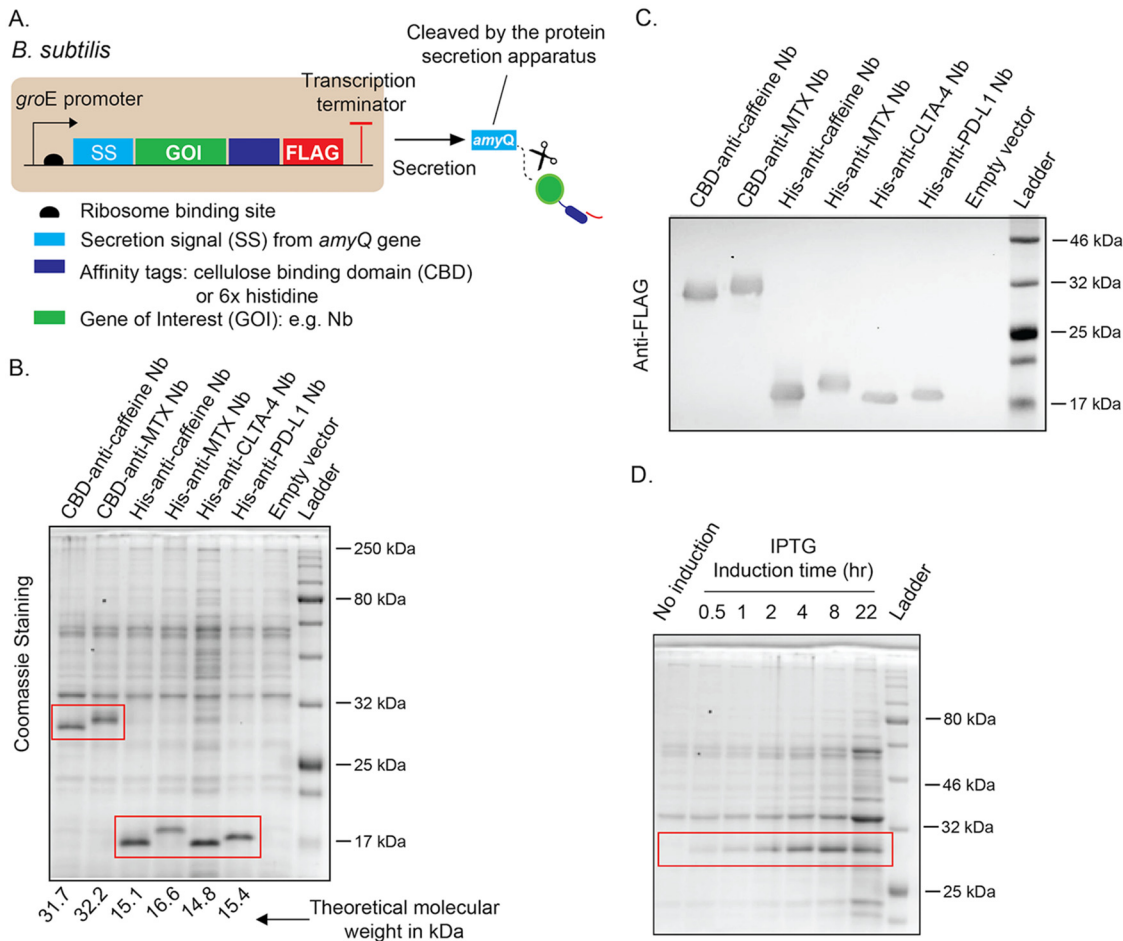 A.
B. subtilis
groE promoter
Transcription
terminator
SS
GOI
FLAG
Secretion
Cleaved by the protein
secretion apparatus
amyQ
Ribosome binding site
Secretion signal (SS) from amyQ gene
Affinity tags: cellulose binding domain (CBD)
or 6x histidine
Gene of Interest (GOI): e.g. Nb
B.
CBD-anti-caffeine Nb
CBD-anti-MTX Nb
His-anti-caffeine Nb
His-anti-MTX Nb
His-anti-CLTA-4 Nb
His-anti-PD-L1 Nb
Empty vector
Ladder
Coomassie Staining
250 kDa
80 kDa
32 kDa
25 kDa
17 kDa
31.7
32.2
15.1
16.6
14.8
15.4
Theoretical molecular
weight in kDa
C.
CBD-anti-caffeine Nb
CBD-anti-MTX Nb
His-anti-caffeine Nb
His-anti-MTX Nb
His-anti-CLTA-4 Nb
His-anti-PD-L1 Nb
Empty vector
Ladder
Anti-FLAG
46 kDa
32 kDa
25 kDa
17 kDa
D.
IPTG
Induction time (hr)
No induction
0.5 1 2 4 8 22
Ladder
80 kDa
46 kDa
32 kDa
25 kDa